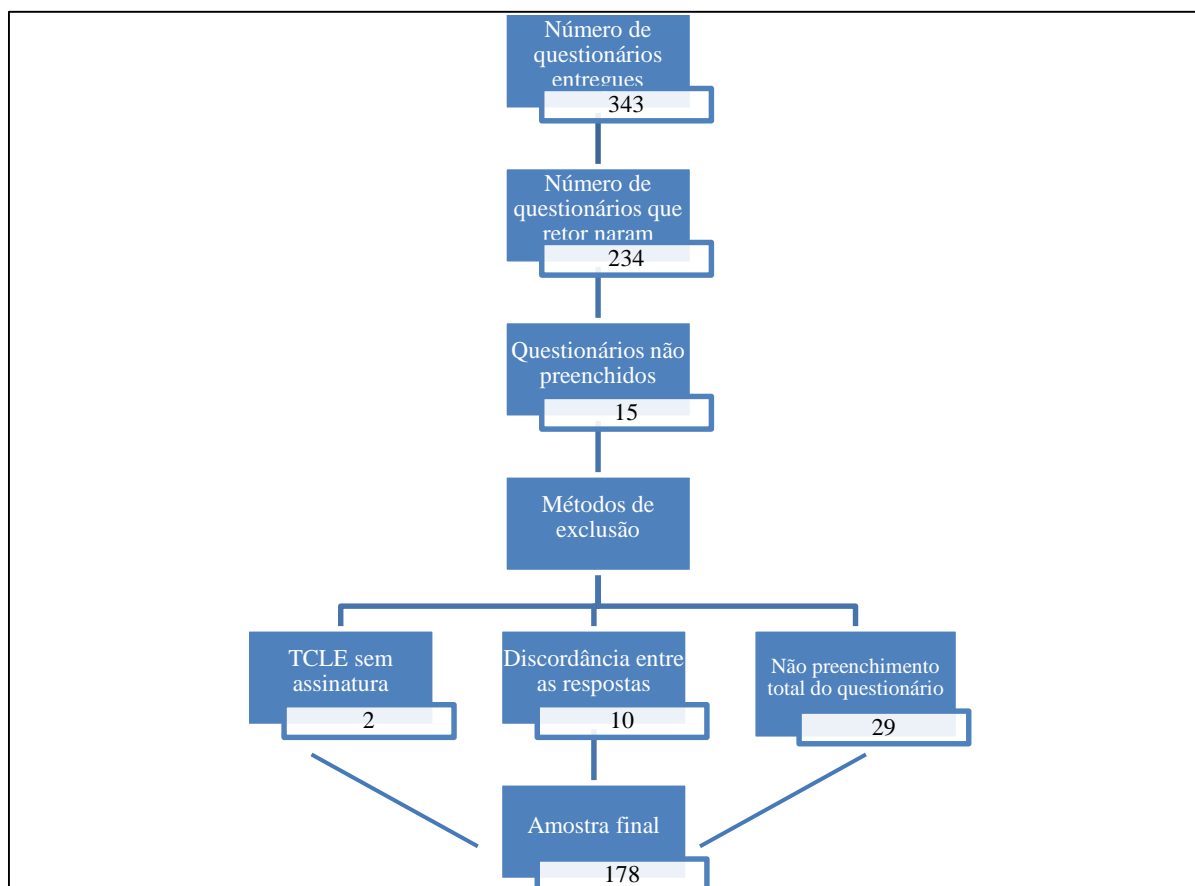 Número de
questionários
entregues
343
Número de
questionários que
retor naram
234
Questionários não
preenchidos
15
Métodos de
exclusão
TCLE sem
assinatura
2
Discordância entre
as respostas
10
Não preenchimento
total do questionário
29
Amostra final
178